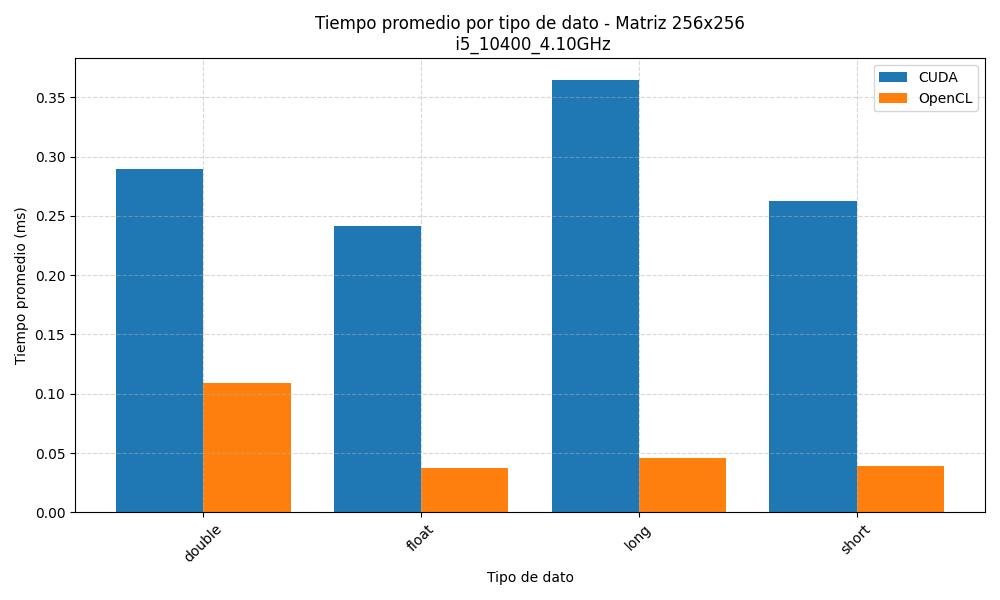 Tiempo promedio por tipo de dato - Matriz 256x256
i5_10400_4.10GHz
CUDA
OpenCL
Tiempo promedio (ms)
0.35
0.30
0.25
0.20
0.15
0.10
0.05
0.00
double
float
long
short
Tipo de dato